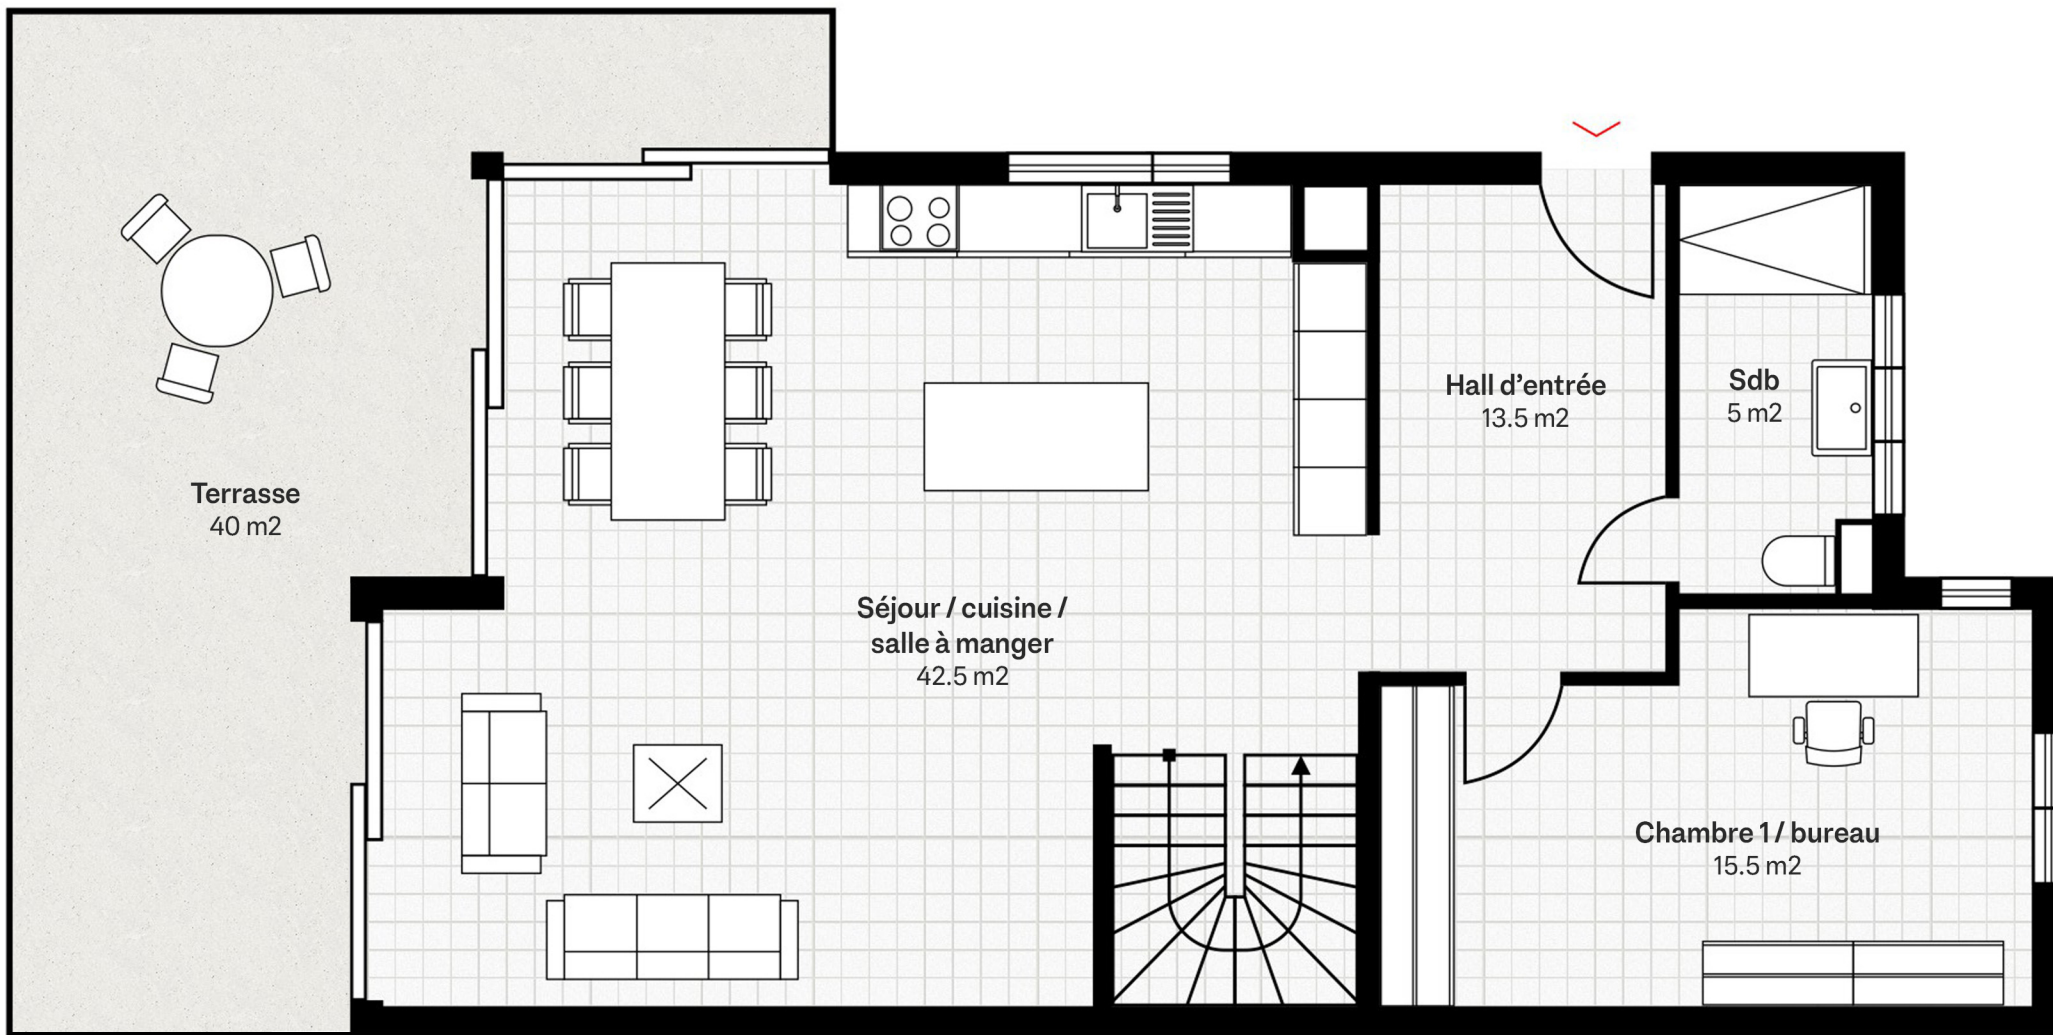 Terrasse
40 m2
Séjour / cuisine /
salle à manger
42.5 m2
Hall d’entrée
13.5 m2
Sdb
5 m2
Chambre 1 / bureau
15.5 m2